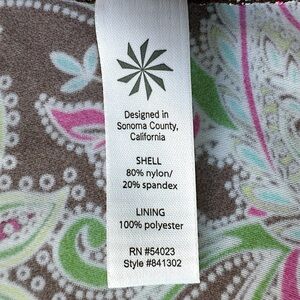 Designed in
Sonoma County,
California
SHELL
80% nylon/
20% spandex
LINING
100% polyester
RN #54023
Style #841302